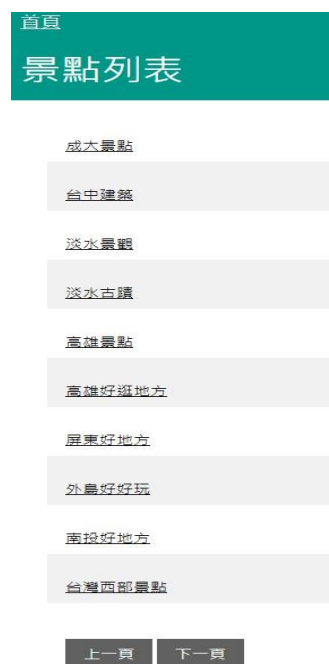 首頁
景點列表
成大景點
台中建築
淡水景觀
淡水古蹟
高雄景點
高雄好逛地方
屏東好地方
外島好好玩
南投好地方
台灣西部景點
上一頁 下一頁